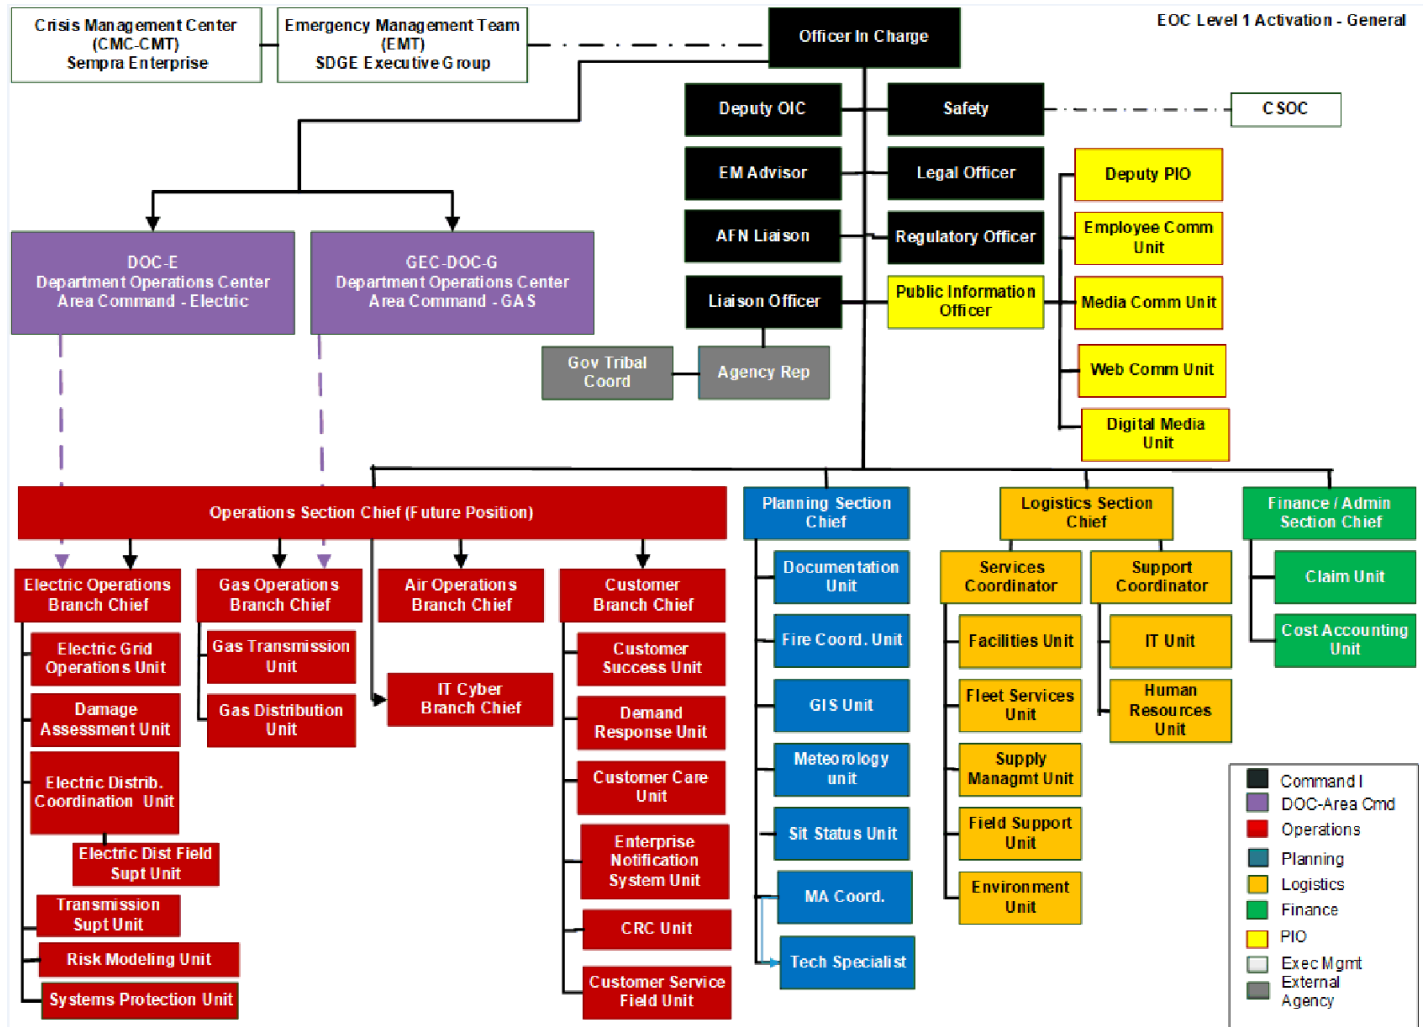 EOC Level 1 Activation - General
Crisis Management Center
(CMC-CMT)
Sempra Enterprise
Emergency Management Team
(EMT)
SDGE Executive Group
Officer In Charge
Deputy OIC
Safety
CSOC
EM Advisor
Legal Officer
Deputy PIO
AFN Liaison
Regulatory Officer
Employee Comm
Unit
Liaison Officer
Public Information
Officer
Media Comm Unit
Gov Tribal
Coord
Agency Rep
Web Comm Unit
Digital Media
Unit
DOC-E
Department Operations Center
Area Command - Electric
GEC-DOC-G
Department Operations Center
Area Command - GAS
Operations Section Chief (Future Position)
Planning Section
Chief
Logistics Section
Chief
Finance / Admin
Section Chief
Electric Operations
Branch Chief
Gas Operations
Branch Chief
Air Operations
Branch Chief
Customer
Branch Chief
Electric Grid
Operations Unit
Damage
Assessment Unit
Electric Distrib.
Coordination Unit
Electric Dist Field
Supt Unit
Transmission
Supt Unit
Risk Modeling Unit
Systems Protection Unit
Gas Transmission
Unit
Gas Distribution
Unit
IT Cyber
Branch Chief
Customer
Success Unit
Demand
Response Unit
Customer Care
Unit
Enterprise
Notification
System Unit
CRC Unit
Customer Service
Field Unit
Documentation
Unit
Fire Coord. Unit
GIS Unit
Meteorology
unit
Sit Status Unit
MA Coord.
Tech Specialist
Services
Coordinator
Facilities Unit
Fleet Services
Unit
Supply
Managmt Unit
Field Support
Unit
Environment
Unit
Support
Coordinator
IT Unit
Human
Resources
Unit
Claim Unit
Cost Accounting
Unit
Command l
DOC-Area Cmd
Operations
Planning
Logistics
Finance
PIO
Exec Mgmt
External
Agency